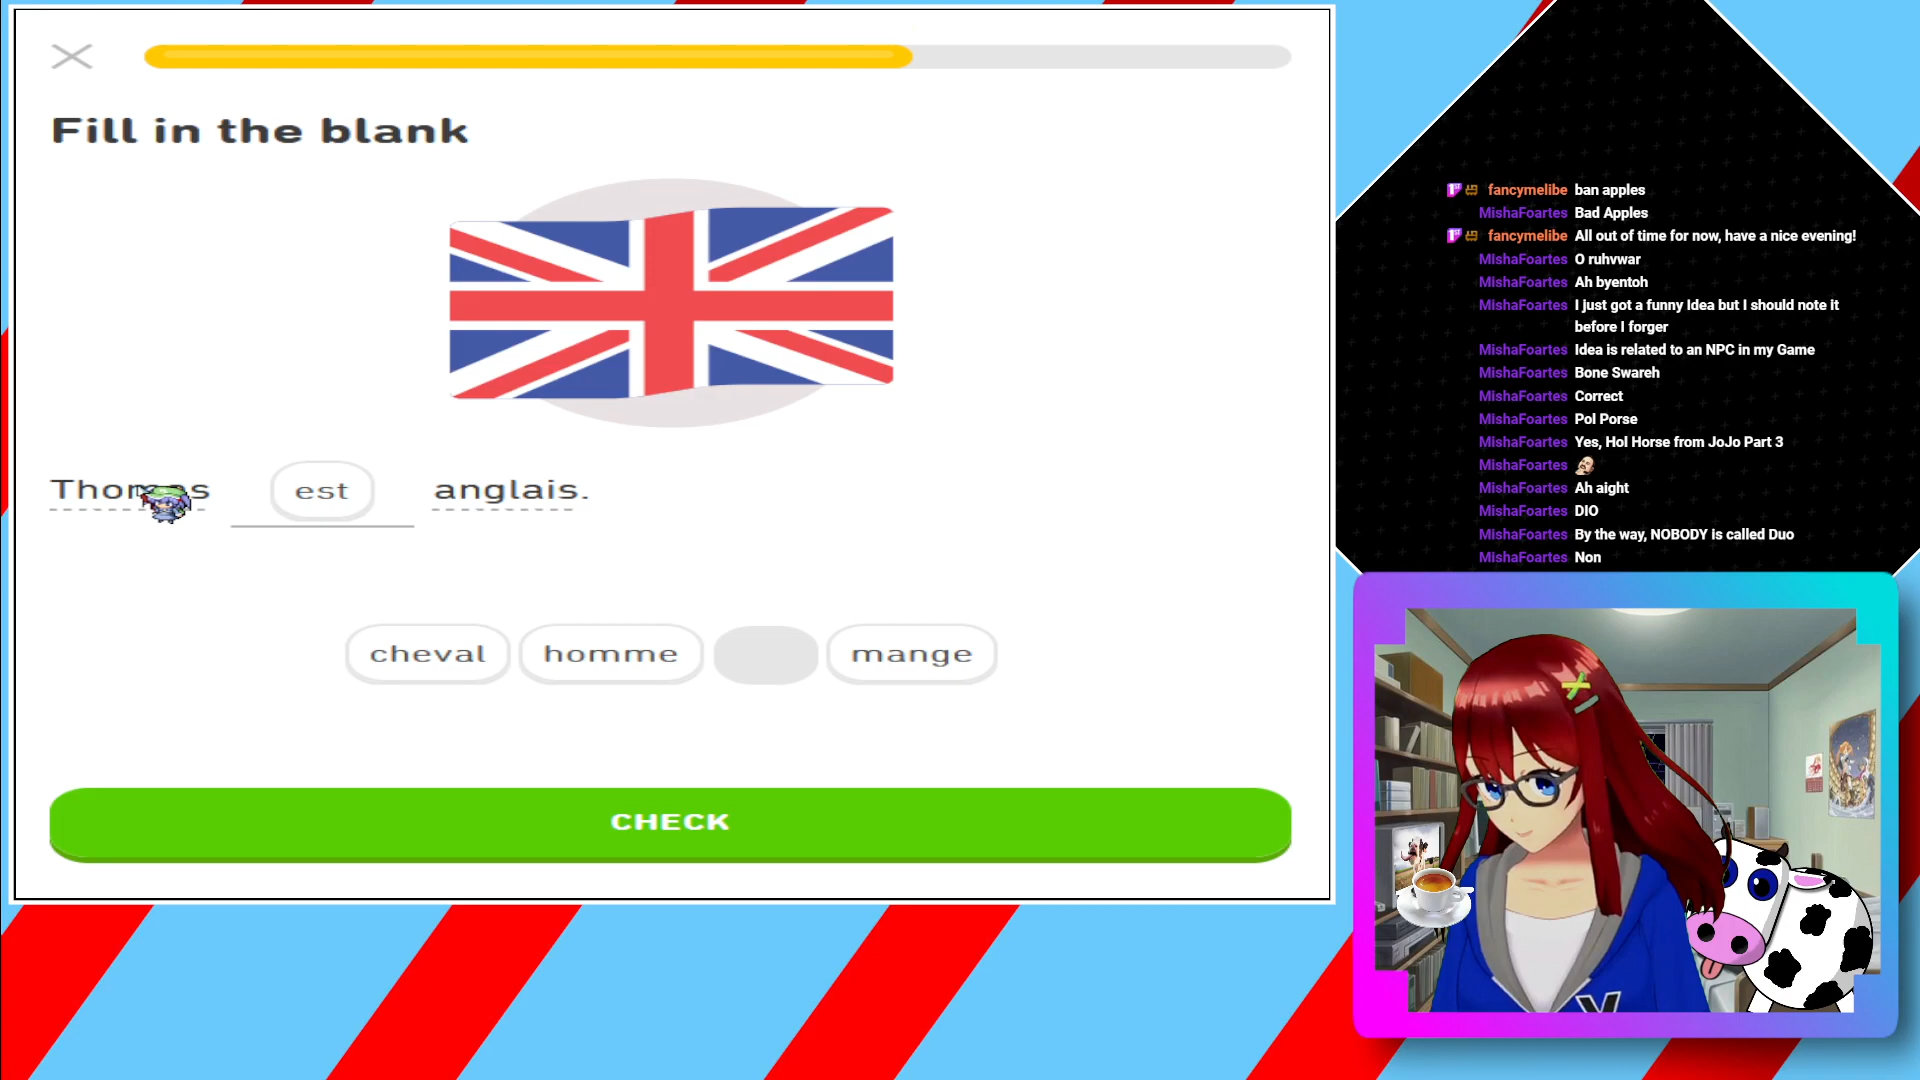 Fill in the blank
Thomas est anglais.
cheval homme mange
CHECK
fancymelibe ban apples
MishaFoartes Bad Apples
fancymelibe All out of time for now, have a nice evening!
MishaFoartes O ruhvwar
MishaFoartes Ah byentoh
MishaFoartes I just got a funny Idea but I should note it
before I forger
MishaFoartes Idea is related to an NPC in my Game
MishaFoartes Bone Swareh
MishaFoartes Correct
MishaFoartes Pol Porse
MishaFoartes Yes, Hol Horse from JoJo Part 3
MishaFoartes
MishaFoartes Ah aight
MishaFoartes DIO
MishaFoartes By the way, NOBODY is called Duo
MishaFoartes Non